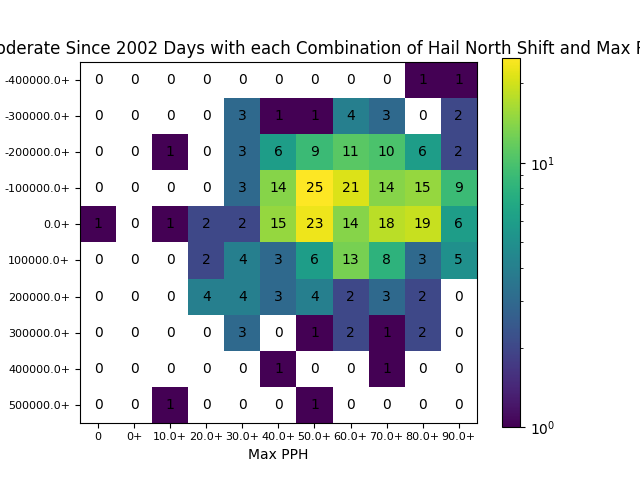 oderate Since 2002 Days with each Combination of Hail North Shift and Max P
-400000.0+ 0 0 0 0 0 0 0 0 0 1 1
-300000.0+ 0 0 0 0 3 1 1 4 3 0 2
-200000.0+ 0 0 1 0 3 6 9 11 10 6 2
-100000.0+ 0 0 0 0 3 14 25 21 14 15 9
0.0+ 1 0 1 2 2 15 23 14 18 19 6
100000.0+ 0 0 0 2 4 3 6 13 8 3 5
200000.0+ 0 0 0 4 4 3 4 2 3 2 0
300000.0+ 0 0 0 0 3 0 1 2 1 2 0
400000.0+ 0 0 0 0 0 1 0 0 1 0 0
500000.0+ 0 0 1 0 0 0 1 0 0 0 0
0 0+ 10.0+ 20.0+ 30.0+ 40.0+ 50.0+ 60.0+ 70.0+ 80.0+ 90.0+
Max PPH
10¹
10⁰